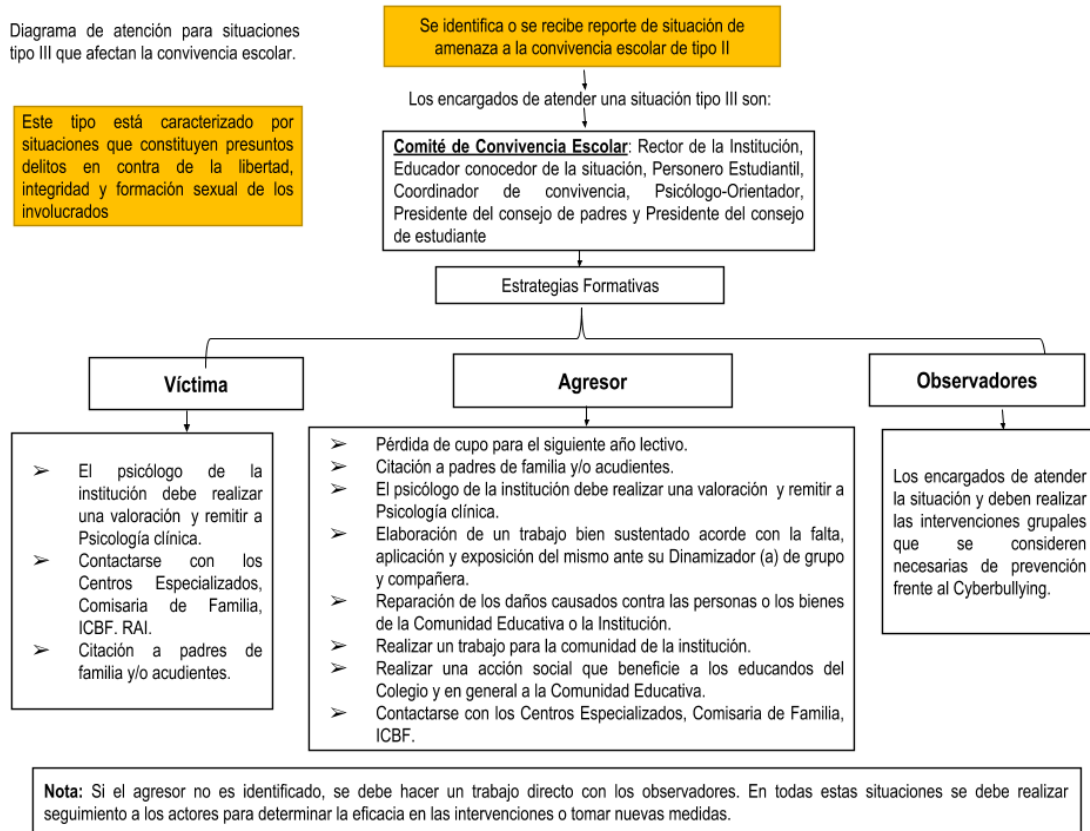 Diagrama de atención para situaciones
tipo III que afectan la convivencia escolar.
Se identifica o se recibe reporte de situación de
amenaza a la convivencia escolar de tipo II
Este tipo está caracterizado por
situaciones que constituyen presuntos
delitos en contra de la libertad,
integridad y formación sexual de los
involucrados
Los encargados de atender una situación tipo III son:
Comité de Convivencia Escolar: Rector de la Institución,
Educador conocedor de la situación, Personero Estudiantil,
Coordinador de convivencia, Psicólogo-Orientador,
Presidente del consejo de padres y Presidente del consejo
de estudiante
Estrategias Formativas
Víctima
➢ El psicólogo de la
institución debe realizar
una valoración y remitir a
Psicología clínica.
➢ Contactarse con los
Centros Especializados,
Comisaria de Familia,
ICBF. RAI.
➢ Citación a padres de
familia y/o acudientes.
Agresor
➢ Pérdida de cupo para el siguiente año lectivo.
➢ Citación a padres de familia y/o acudientes.
➢ El psicólogo de la institución debe realizar una valoración y remitir a
Psicología clínica.
➢ Elaboración de un trabajo bien sustentado acorde con la falta,
aplicación y exposición del mismo ante su Dinamizador (a) de grupo
y compañera.
➢ Reparación de los daños causados contra las personas o los bienes
de la Comunidad Educativa o la Institución.
➢ Realizar un trabajo para la comunidad de la institución.
➢ Realizar una acción social que beneficie a los educandos del
Colegio y en general a la Comunidad Educativa.
➢ Contactarse con los Centros Especializados, Comisaria de Familia,
ICBF.
Observadores
Los encargados de atender
la situación y deben realizar
las intervenciones grupales
que se consideren
necesarias de prevención
frente al Cyberbullying.
Nota: Si el agresor no es identificado, se debe hacer un trabajo directo con los observadores. En todas estas situaciones se debe realizar
seguimiento a los actores para determinar la eficacia en las intervenciones o tomar nuevas medidas.